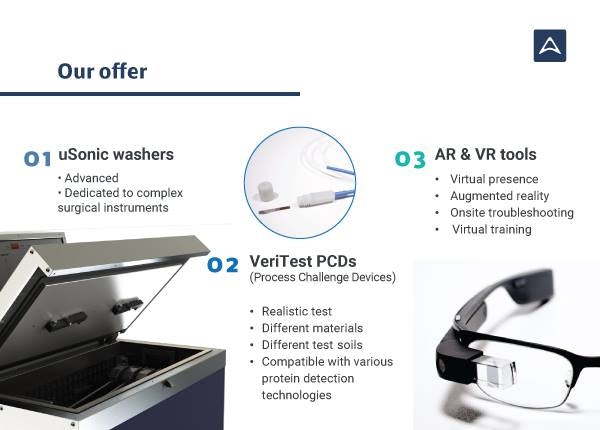 Our offer
01 uSonic washers
• Advanced
• Dedicated to complex
surgical instruments
02 VeriTest PCDs
(Process Challenge Devices)
• Realistic test
• Different materials
• Different test soils
• Compatible with various
protein detection
technologies
03 AR & VR tools
• Virtual presence
• Augmented reality
• Onsite troubleshooting
• Virtual training